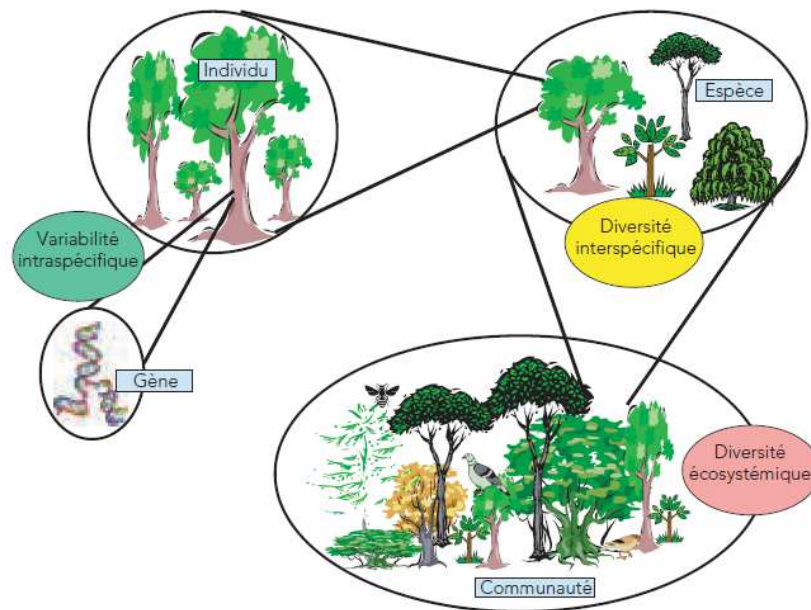 Individu
Espèce
Variabilité
intraspécifique
Diversité
interspécifique
Gène
Diversité
écosystémique
Communauté